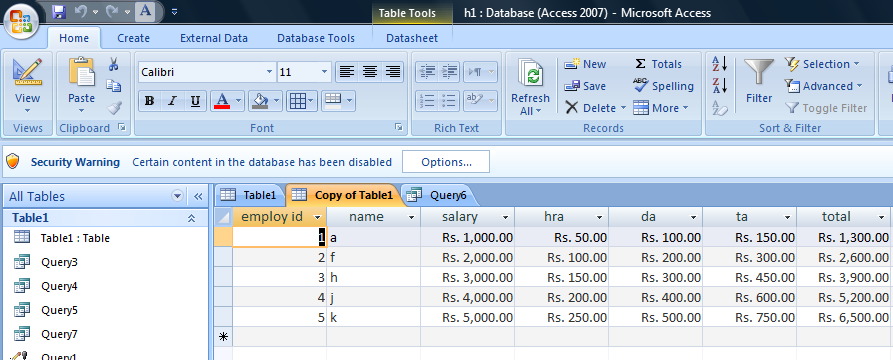 Table Tools h1 : Database (Access 2007) - Microsoft Access
Home Create External Data Database Tools Datasheet
View Paste Calibri 11 Refresh All New Save Delete Σ Totals Spelling More Filter Selection Advanced Toggle Filter
B I U A
Views Clipboard Font Rich Text Records Sort & Filter
Security Warning Certain content in the database has been disabled Options...
All Tables Table1 Copy of Table1 Query6
Table1 employ id name salary hra da ta total
Table1 : Table 1 a Rs. 1,000.00 Rs. 50.00 Rs. 100.00 Rs. 150.00 Rs. 1,300.00
Query3 2 f Rs. 2,000.00 Rs. 100.00 Rs. 200.00 Rs. 300.00 Rs. 2,600.00
Query4 3 h Rs. 3,000.00 Rs. 150.00 Rs. 300.00 Rs. 450.00 Rs. 3,900.00
Query5 4 j Rs. 4,000.00 Rs. 200.00 Rs. 400.00 Rs. 600.00 Rs. 5,200.00
Query7 5 k Rs. 5,000.00 Rs. 250.00 Rs. 500.00 Rs. 750.00 Rs. 6,500.00
Query1